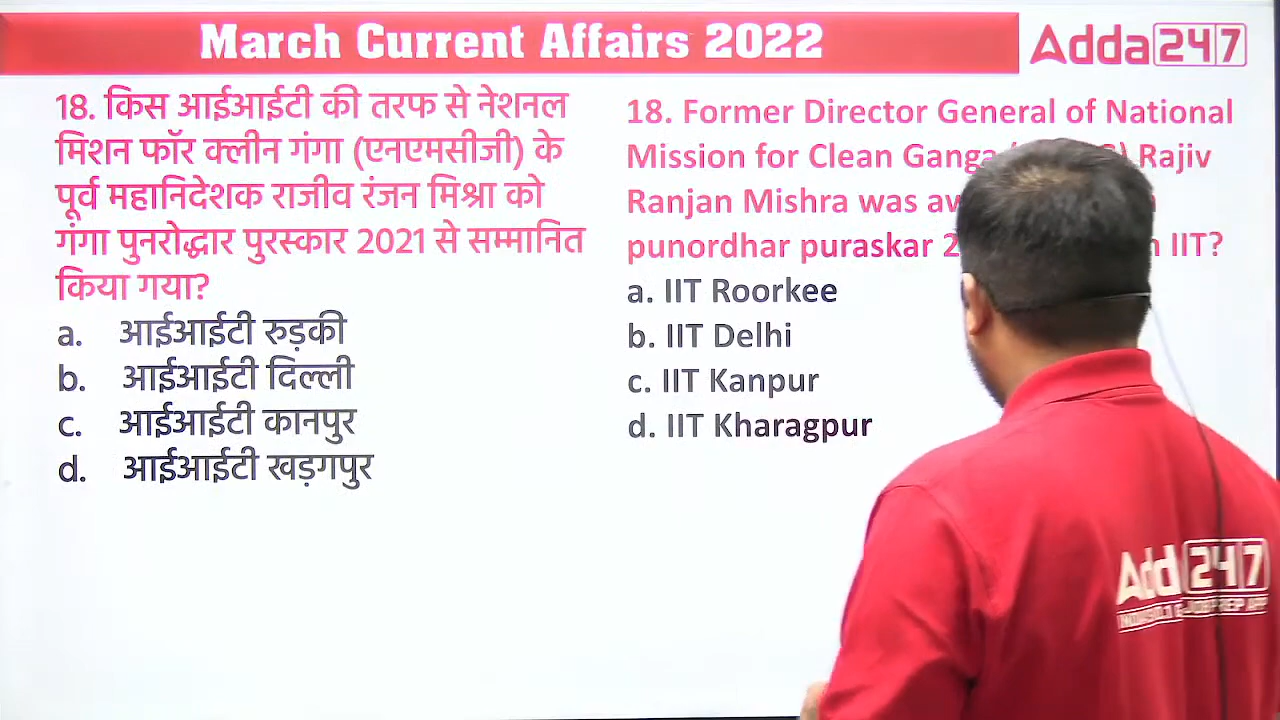 March Current Affairs 2022
Adda247
18. किस आईआईटी की तरफ से नेशनल
मिशन फॉर क्लीन गंगा (एनएमसीजी) के
पूर्व महानिदेशक राजीव रंजन मिश्रा को
गंगा पुनरोद्धार पुरस्कार 2021 से सम्मानित
किया गया?
a. आईआईटी रुड़की
b. आईआईटी दिल्ली
c. आईआईटी कानपुर
d. आईआईटी खड़गपुर
18. Former Director General of National
Mission for Clean Ganga Rajiv
Ranjan Mishra was
punordhar puraskar IIT?
a. IIT Roorkee
b. IIT Delhi
c. IIT Kanpur
d. IIT Kharagpur
Add 247